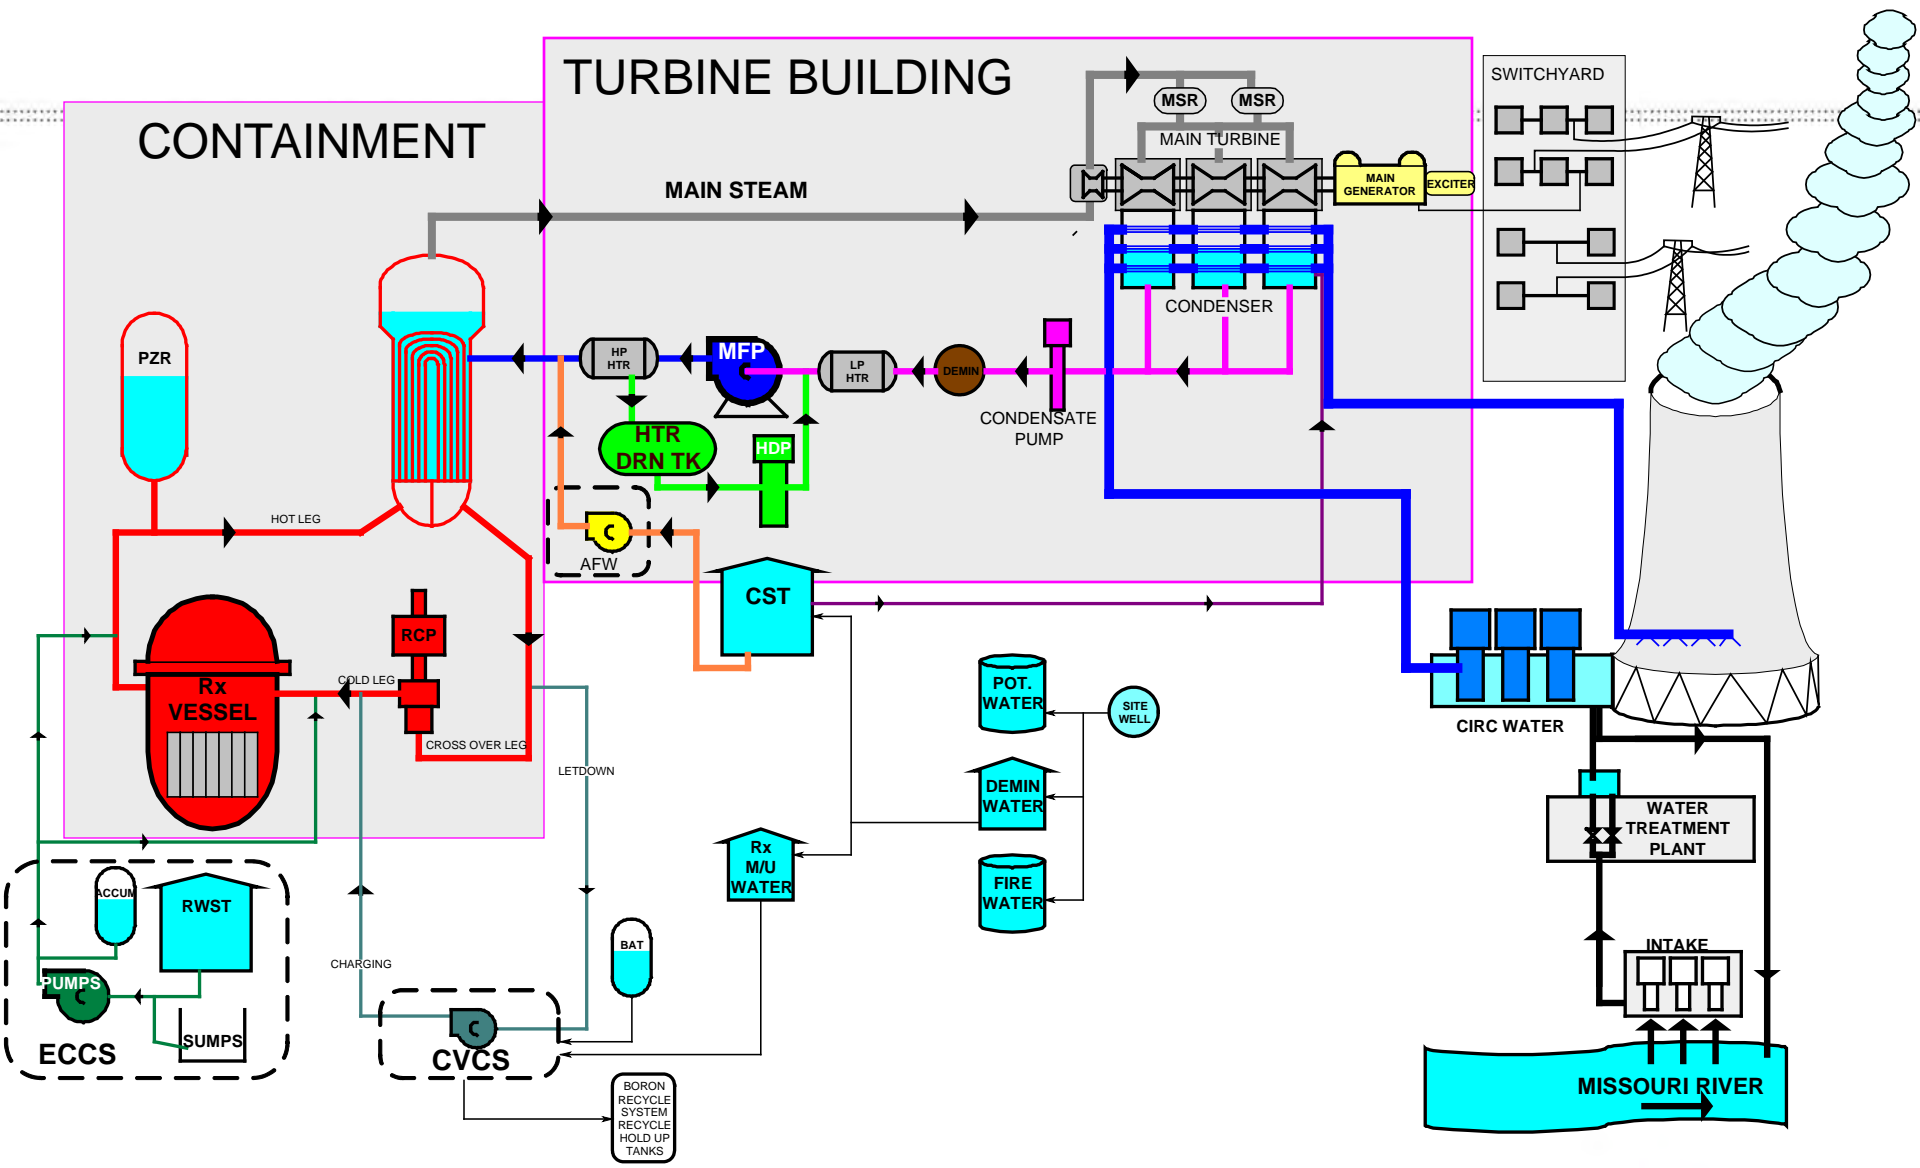 TURBINE BUILDING
SWITCHYARD
CONTAINMENT
MSR
MSR
MAIN TURBINE
MAIN STEAM
MAIN
GENERATOR
EXCITER
CONDENSER
PZR
HP
HTR
MFP
LP
HTR
DEMIN
CONDENSATE
PUMP
HTR
DRN TK
HDP
HOT LEG
AFW
CST
RCP
COLD LEG
Rx
VESSEL
CROSS OVER LEG
POT.
WATER
SITE
WELL
CIRC WATER
LETDOWN
DEMIN
WATER
WATER
TREATMENT
PLANT
Rx
M/U
WATER
FIRE
WATER
ACCUM
RWST
BAT
INTAKE
CHARGING
PUMPS
SUMPS
ECCS
CVCS
BORON
RECYCLE
SYSTEM
RECYCLE
HOLD UP
TANKS
MISSOURI RIVER
C
C
C
C